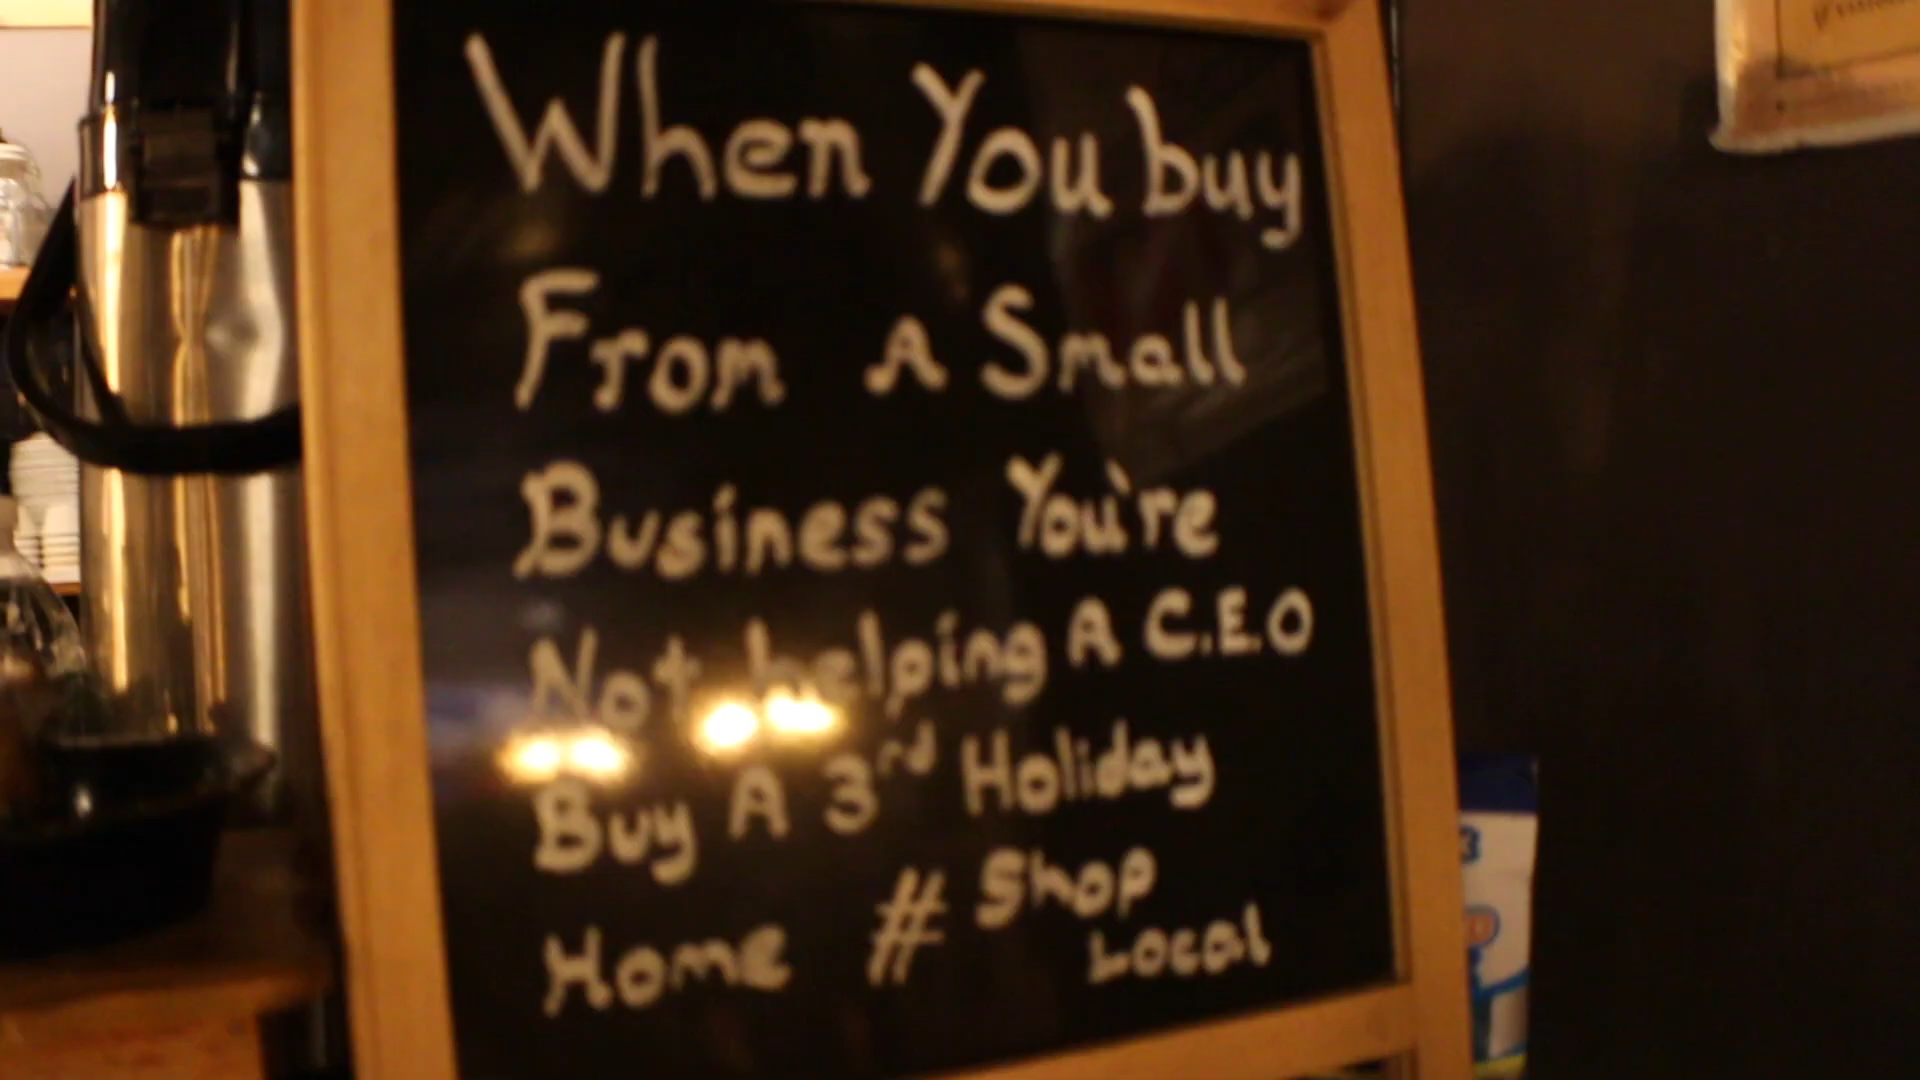 When You buy
From A Small
Business You're
Not helping A C.E.O
Buy A 3rd Holiday
Home # Shop
Local